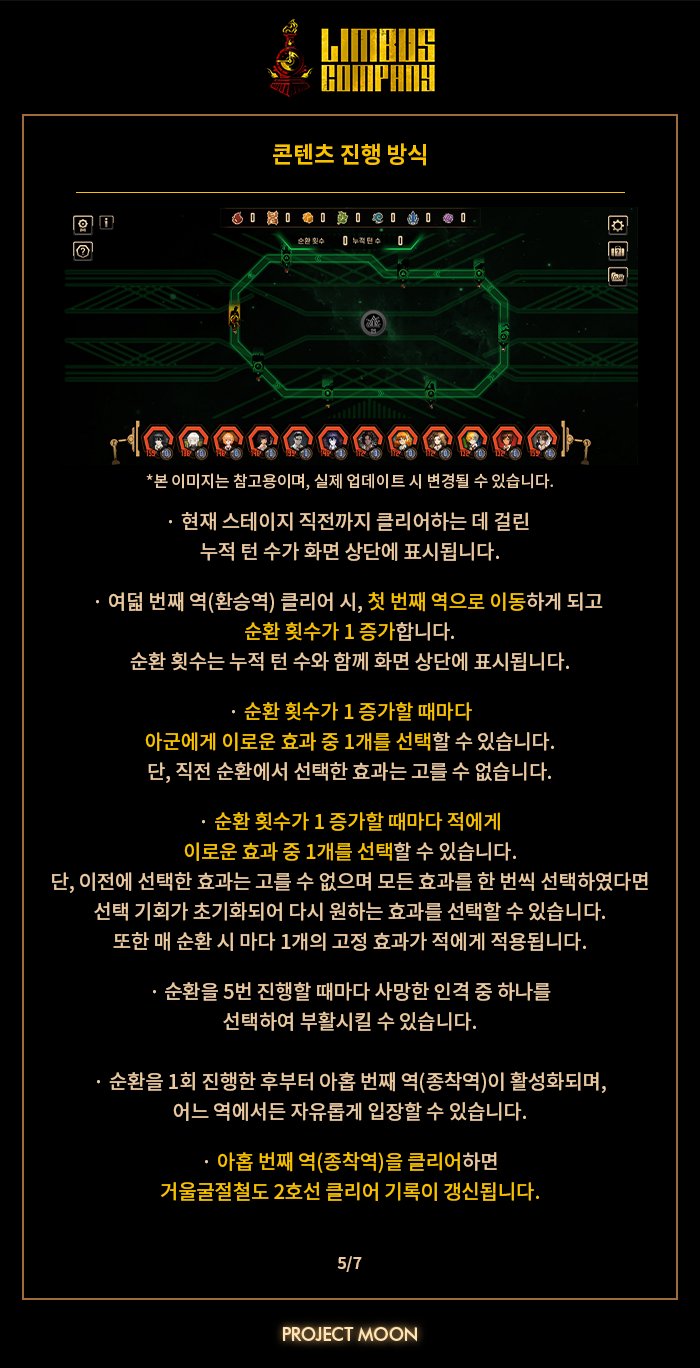 LIMBUS
COMPANY
콘텐츠 진행 방식
0 0 0 0 0 0 0
순환 횟수 0 누적 턴 수 0
*본 이미지는 참고용이며, 실제 업데이트 시 변경될 수 있습니다.
· 현재 스테이지 직전까지 클리어하는 데 걸린
누적 턴 수가 화면 상단에 표시됩니다.
· 여덟 번째 역(환승역) 클리어 시, 첫 번째 역으로 이동하게 되고
순환 횟수가 1 증가합니다.
순환 횟수는 누적 턴 수와 함께 화면 상단에 표시됩니다.
· 순환 횟수가 1 증가할 때마다
아군에게 이로운 효과 중 1개를 선택할 수 있습니다.
단, 직전 순환에서 선택한 효과는 고를 수 없습니다.
· 순환 횟수가 1 증가할 때마다 적에게
이로운 효과 중 1개를 선택할 수 있습니다.
단, 이전에 선택한 효과는 고를 수 없으며 모든 효과를 한 번씩 선택하였다면
선택 기회가 초기화되어 다시 원하는 효과를 선택할 수 있습니다.
또한 매 순환 시 마다 1개의 고정 효과가 적에게 적용됩니다.
· 순환을 5번 진행할 때마다 사망한 인격 중 하나를
선택하여 부활시킬 수 있습니다.
· 순환을 1회 진행한 후부터 아홉 번째 역(종착역)이 활성화되며,
어느 역에서든 자유롭게 입장할 수 있습니다.
· 아홉 번째 역(종착역)을 클리어하면
거울굴절철도 2호선 클리어 기록이 갱신됩니다.
5/7
PROJECT MOON